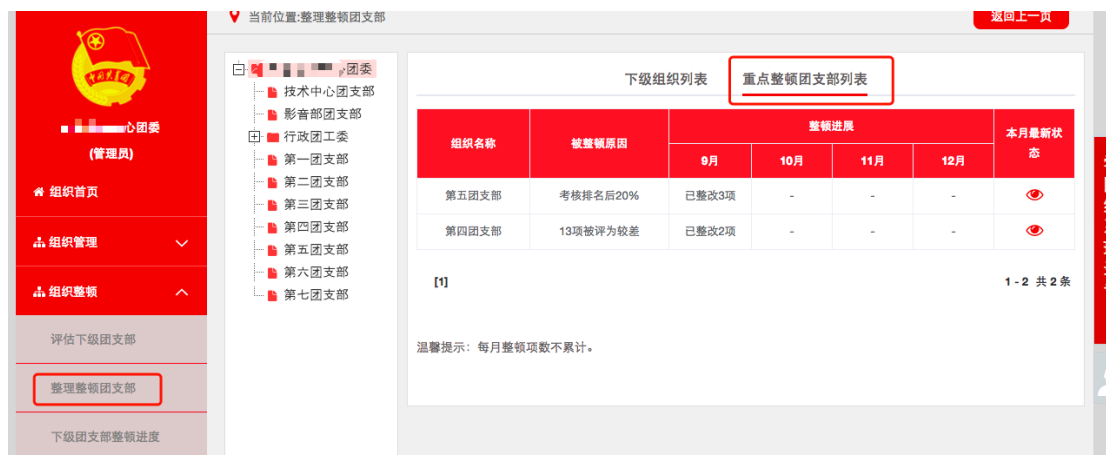 当前位置:整理整顿团支部
返回上一页
中国共青团
心团委
(管理员)
组织首页
组织管理
组织整顿
评估下级团支部
整理整顿团支部
下级团支部整顿进度
团委
技术中心团支部
影音部团支部
行政团工委
第一团支部
第二团支部
第三团支部
第四团支部
第五团支部
第六团支部
第七团支部
下级组织列表 重点整顿团支部列表
组织名称 被整顿原因 整顿进展 本月最新状态
9月 10月 11月 12月
第五团支部 考核排名后20% 已整改3项 - - -
第四团支部 13项被评为较差 已整改2项 - - -
[1] 1-2 共2条
温馨提示：每月整顿项数不累计。